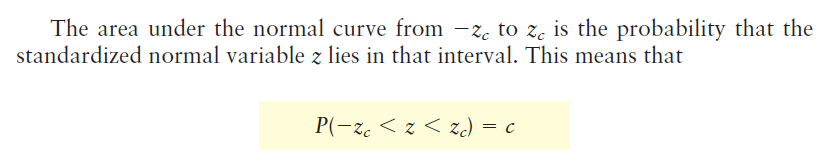 The area under the normal curve from −z_c to z_c is the probability that the
standardized normal variable z lies in that interval. This means that
P(−z_c < z < z_c) = c